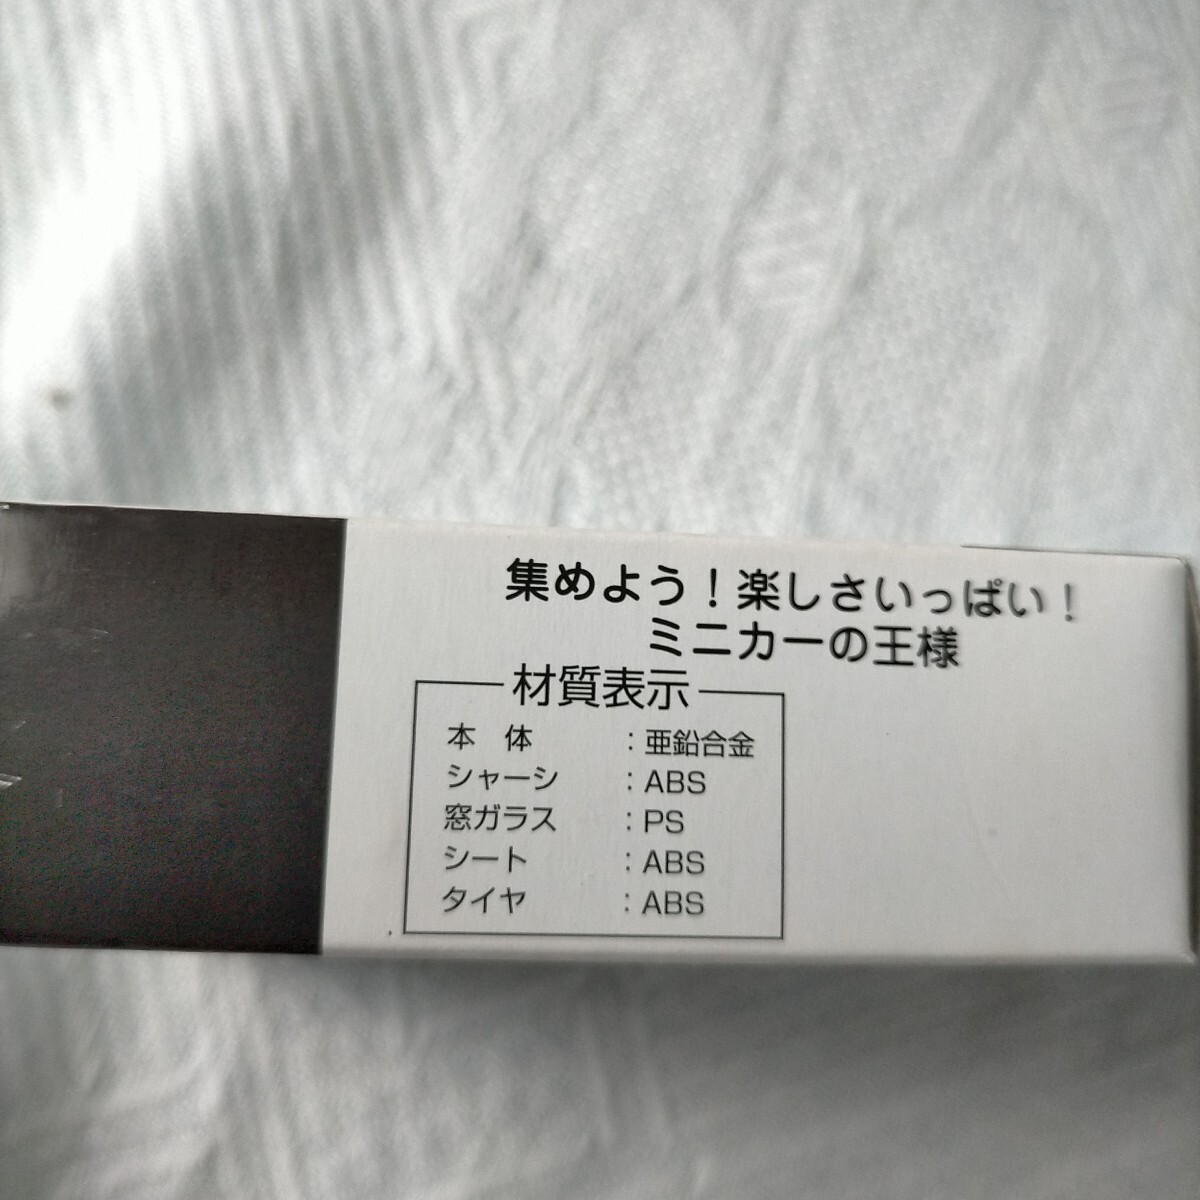 集めよう！楽しさいっぱい！
ミニカーの王様
材質表示
本　体　：亜鉛合金
シャーシ　：ABS
窓ガラス　：PS
シート　：ABS
タイヤ　：ABS